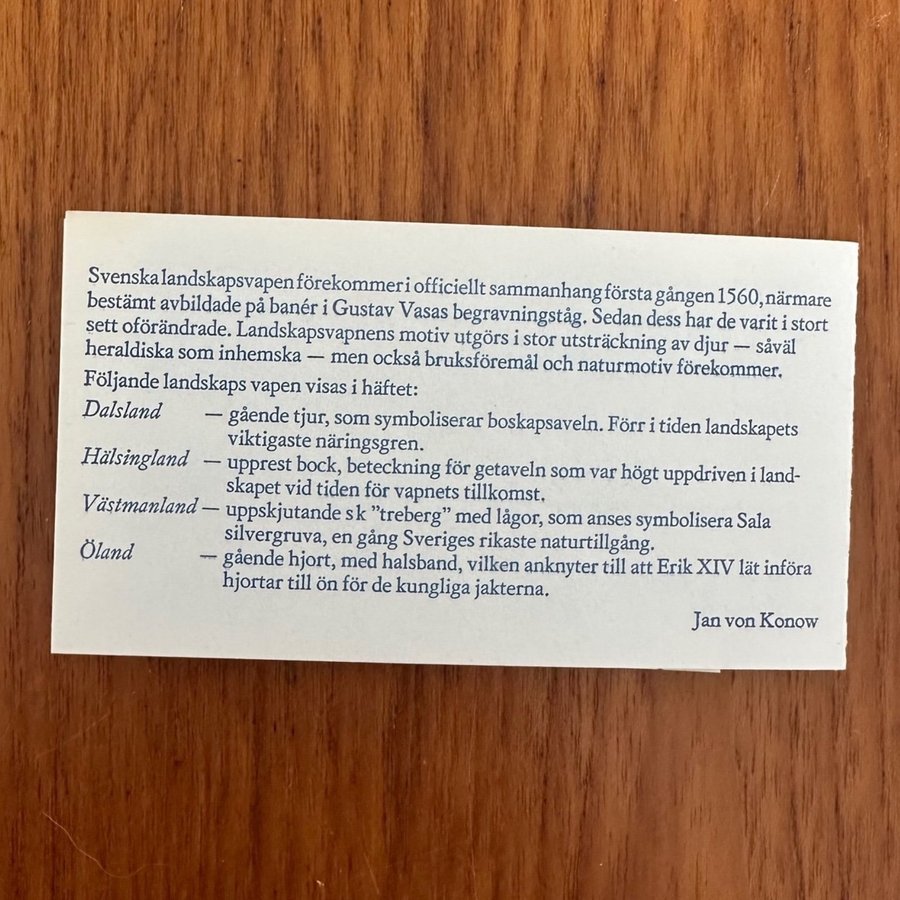 Svenska landskapsvapen förekommer i officiellt sammanhang första gången 1560, närmare
bestämt avbildade på banér i Gustav Vasas begravningståg. Sedan dess har de varit i stort
sett oförändrade. Landskapsvapnens motiv utgörs i stor utsträckning av djur — såväl
heraldiska som inhemska — men också bruksföremål och naturmotiv förekommer.
Följande landskaps vapen visas i häftet:
Dalsland — gående tjur, som symboliserar boskapsaveln. Förr i tiden landskapets
viktigaste näringsgren.
Hälsingland — upprest bock, beteckning för getaveln som var högt uppdriven i land-
skapet vid tiden för vapnets tillkomst.
Västmanland — uppskjutande s k ”treberg” med lågor, som anses symbolisera Sala
silvergruva, en gång Sveriges rikaste naturtillgång.
Öland — gående hjort, med halsband, vilken anknyter till att Erik XIV lät införa
hjortar till ön för de kungliga jakterna.
Jan von Konow